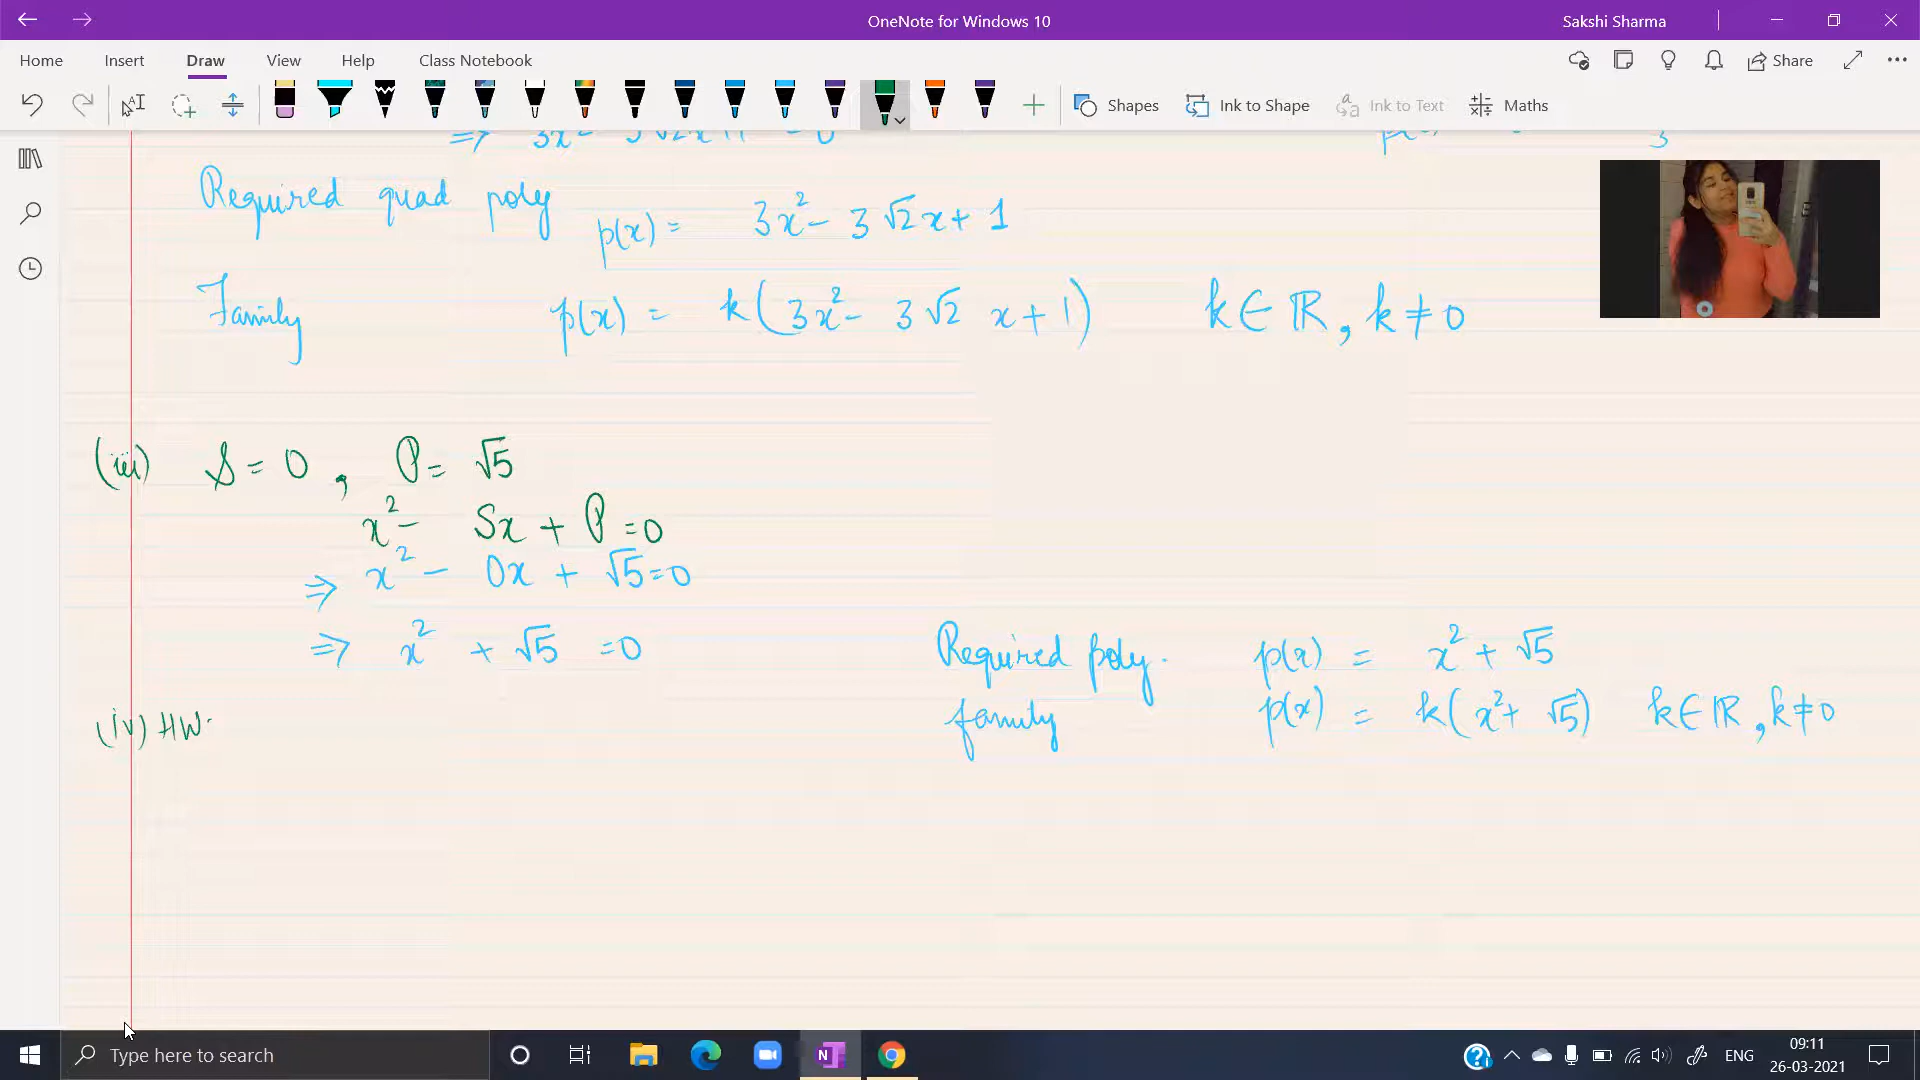 OneNote for Windows 10
Sakshi Sharma
Home Insert Draw View Help Class Notebook
Share
Shapes Ink to Shape Ink to Text Maths
Required quad poly p(x) = 3x² - 3√2x + 1
Family p(x) = k(3x² - 3√2 x + 1) k ∈ ℝ, k ≠ 0
(iii) S = 0, P = √5
x² - Sx + P = 0
⇒ x² - 0x + √5 = 0
⇒ x² + √5 = 0
Required poly. p(x) = x² + √5
family p(x) = k(x² + √5) k ∈ ℝ, k ≠ 0
(iv) HW.
Type here to search
ENG
09:11
26-03-2021